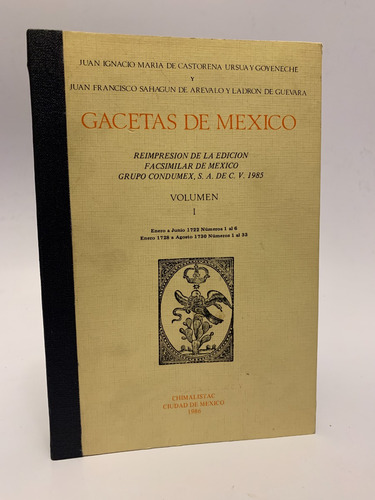 JUAN IGNACIO MARIA DE CASTORENA URSUA Y GOYENECHE
Y
JUAN FRANCISCO SAHAGUN DE AREVALO Y LADRON DE GUEVARA
GACETAS DE MEXICO
REIMPRESION DE LA EDICION
FACSIMILAR DE MEXICO
GRUPO CONDUMEX, S. A. DE C. V. 1985
VOLUMEN
I
Enero a Junio 1722 Números 1 al 6
Enero 1728 a Agosto 1730 Números 1 al 33
CHIMALISTAC
CIUDAD DE MEXICO
1986